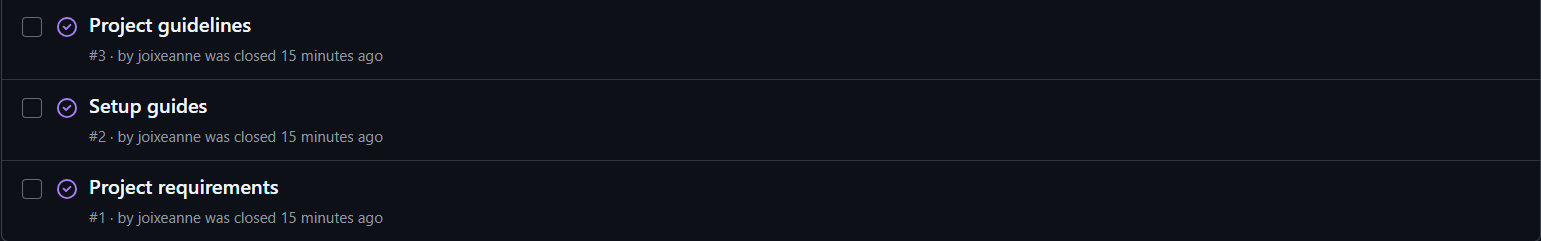 Project guidelines
#3 · by joixeanne was closed 15 minutes ago
Setup guides
#2 · by joixeanne was closed 15 minutes ago
Project requirements
#1 · by joixeanne was closed 15 minutes ago